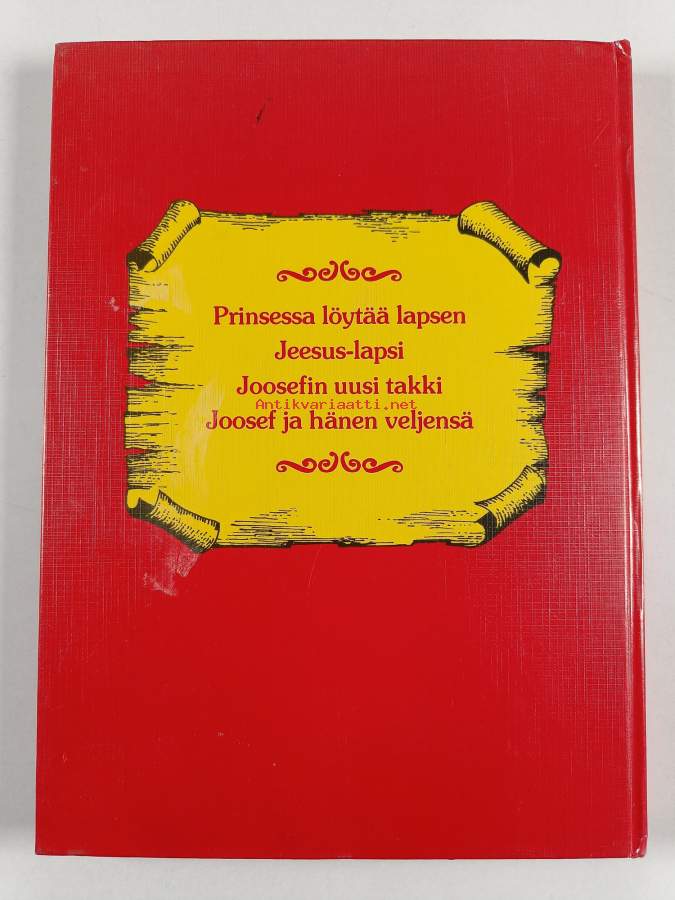 Prinsessa löytää lapsen
Jeesus-lapsi
Joosefin uusi takki
Antikvariaatti.net
Joosef ja hänen veljensä